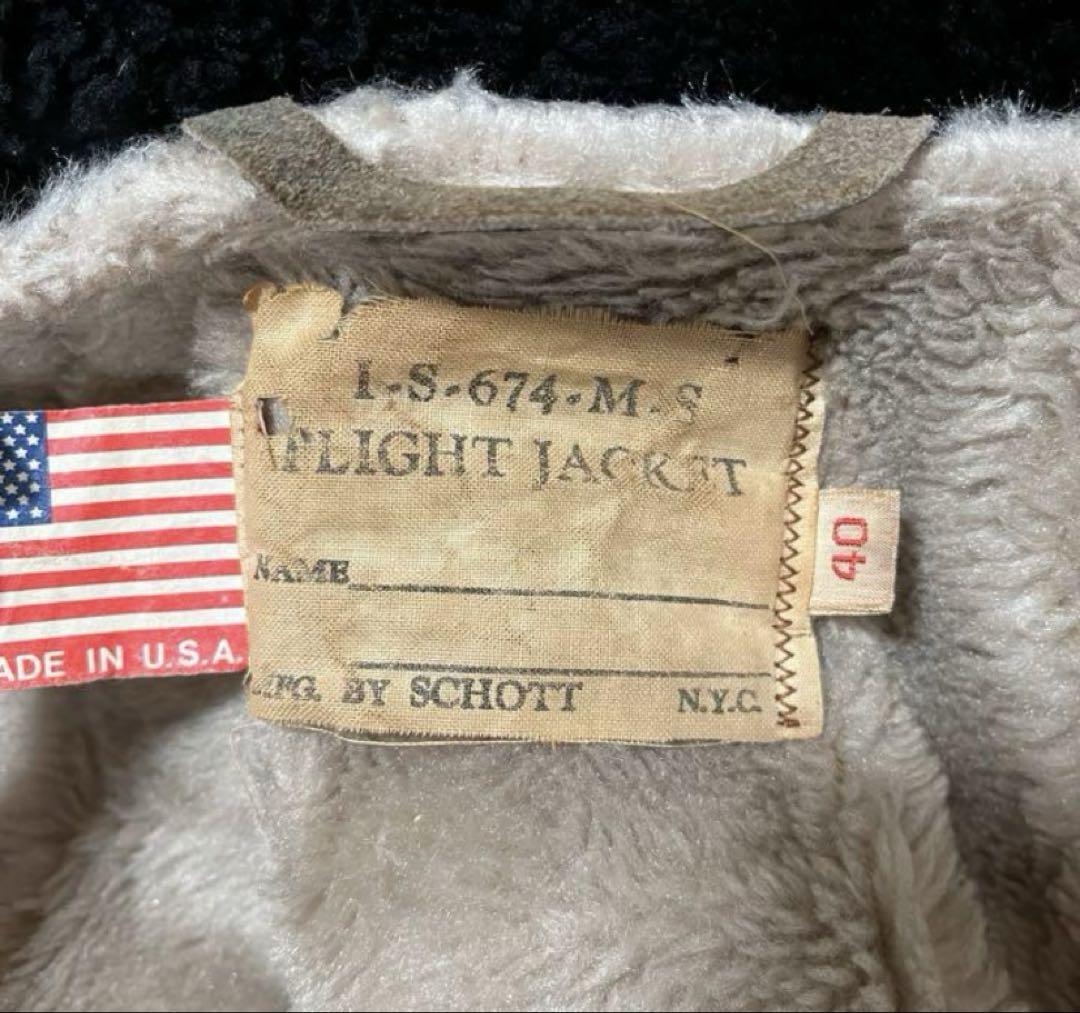 I-S-674-M.S
FLIGHT JACKET
NAME
MFG. BY SCHOTT N.Y.C.
MADE IN U.S.A.
40